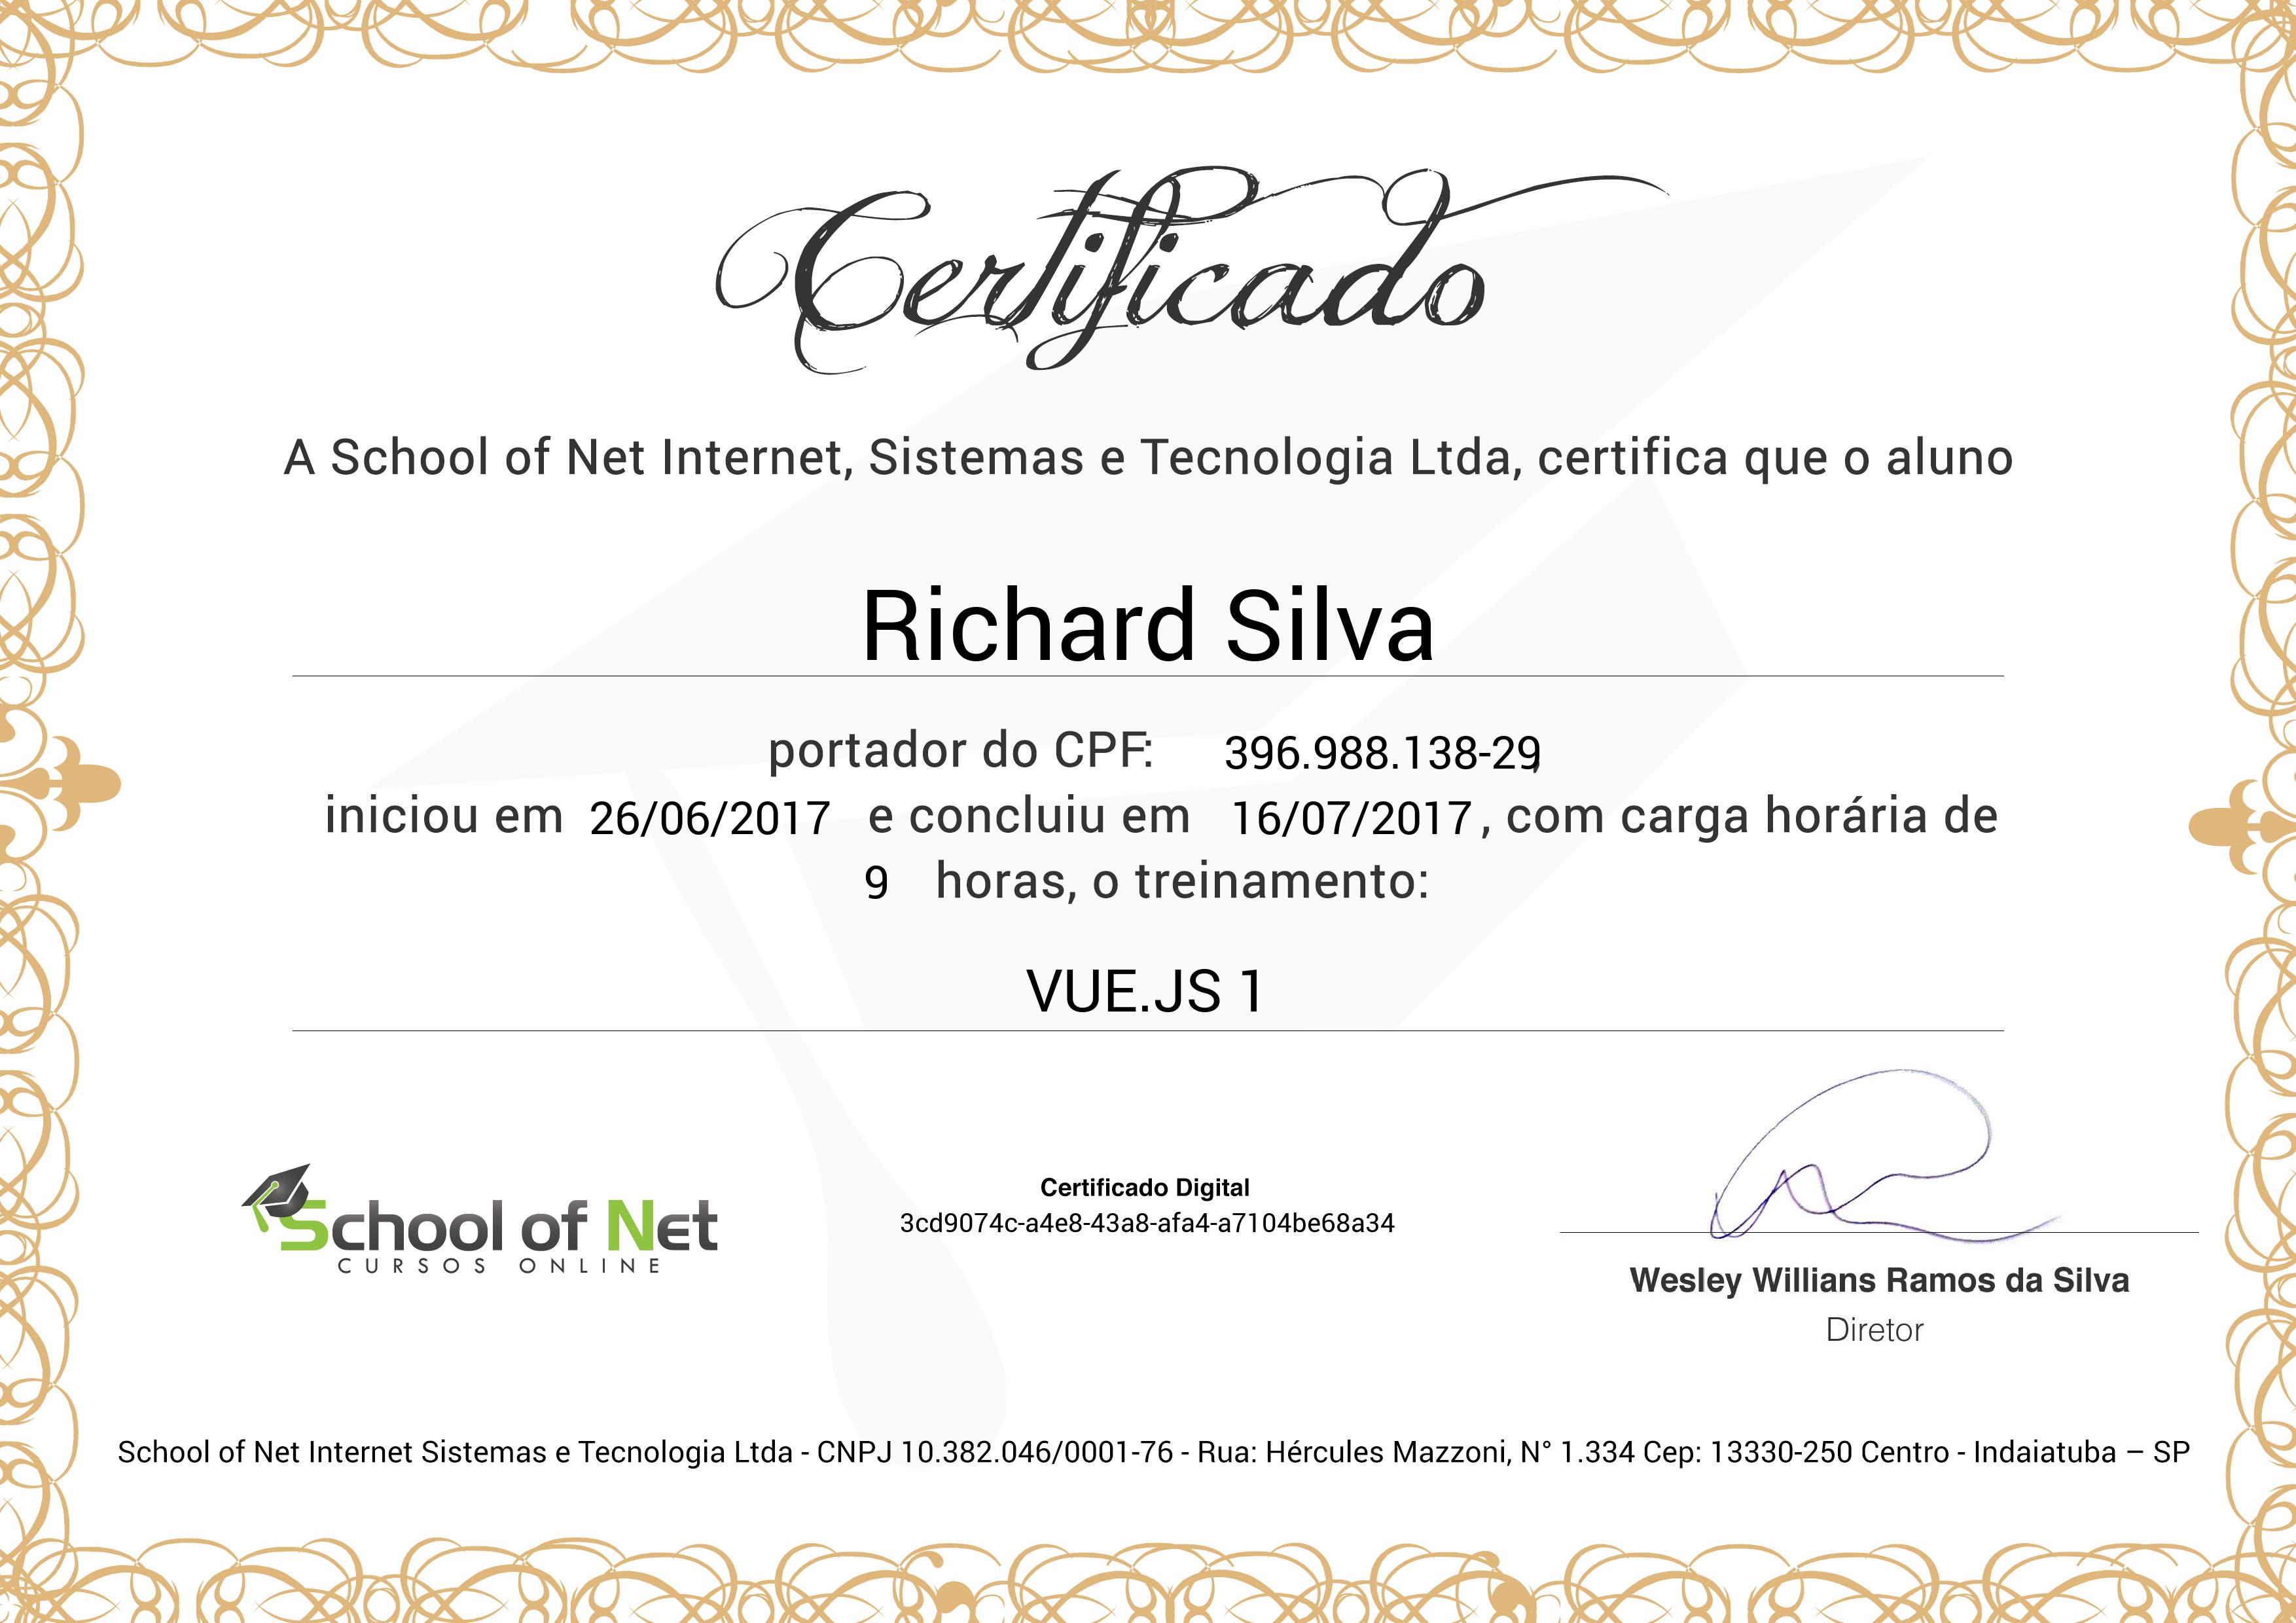 Certificado
A School of Net Internet, Sistemas e Tecnologia Ltda, certifica que o aluno
Richard Silva
portador do CPF: 396.988.138-29,
iniciou em 26/06/2017 e concluiu em 16/07/2017, com carga horária de
9 horas, o treinamento:
VUE.JS 1
School of Net
CURSOS ONLINE
Certificado Digital
3cd9074c-a4e8-43a8-afa4-a7104be68a34
Wesley Willians Ramos da Silva
Diretor
School of Net Internet Sistemas e Tecnologia Ltda - CNPJ 10.382.046/0001-76 - Rua: Hércules Mazzoni, N° 1.334 Cep: 13330-250 Centro - Indaiatuba – SP